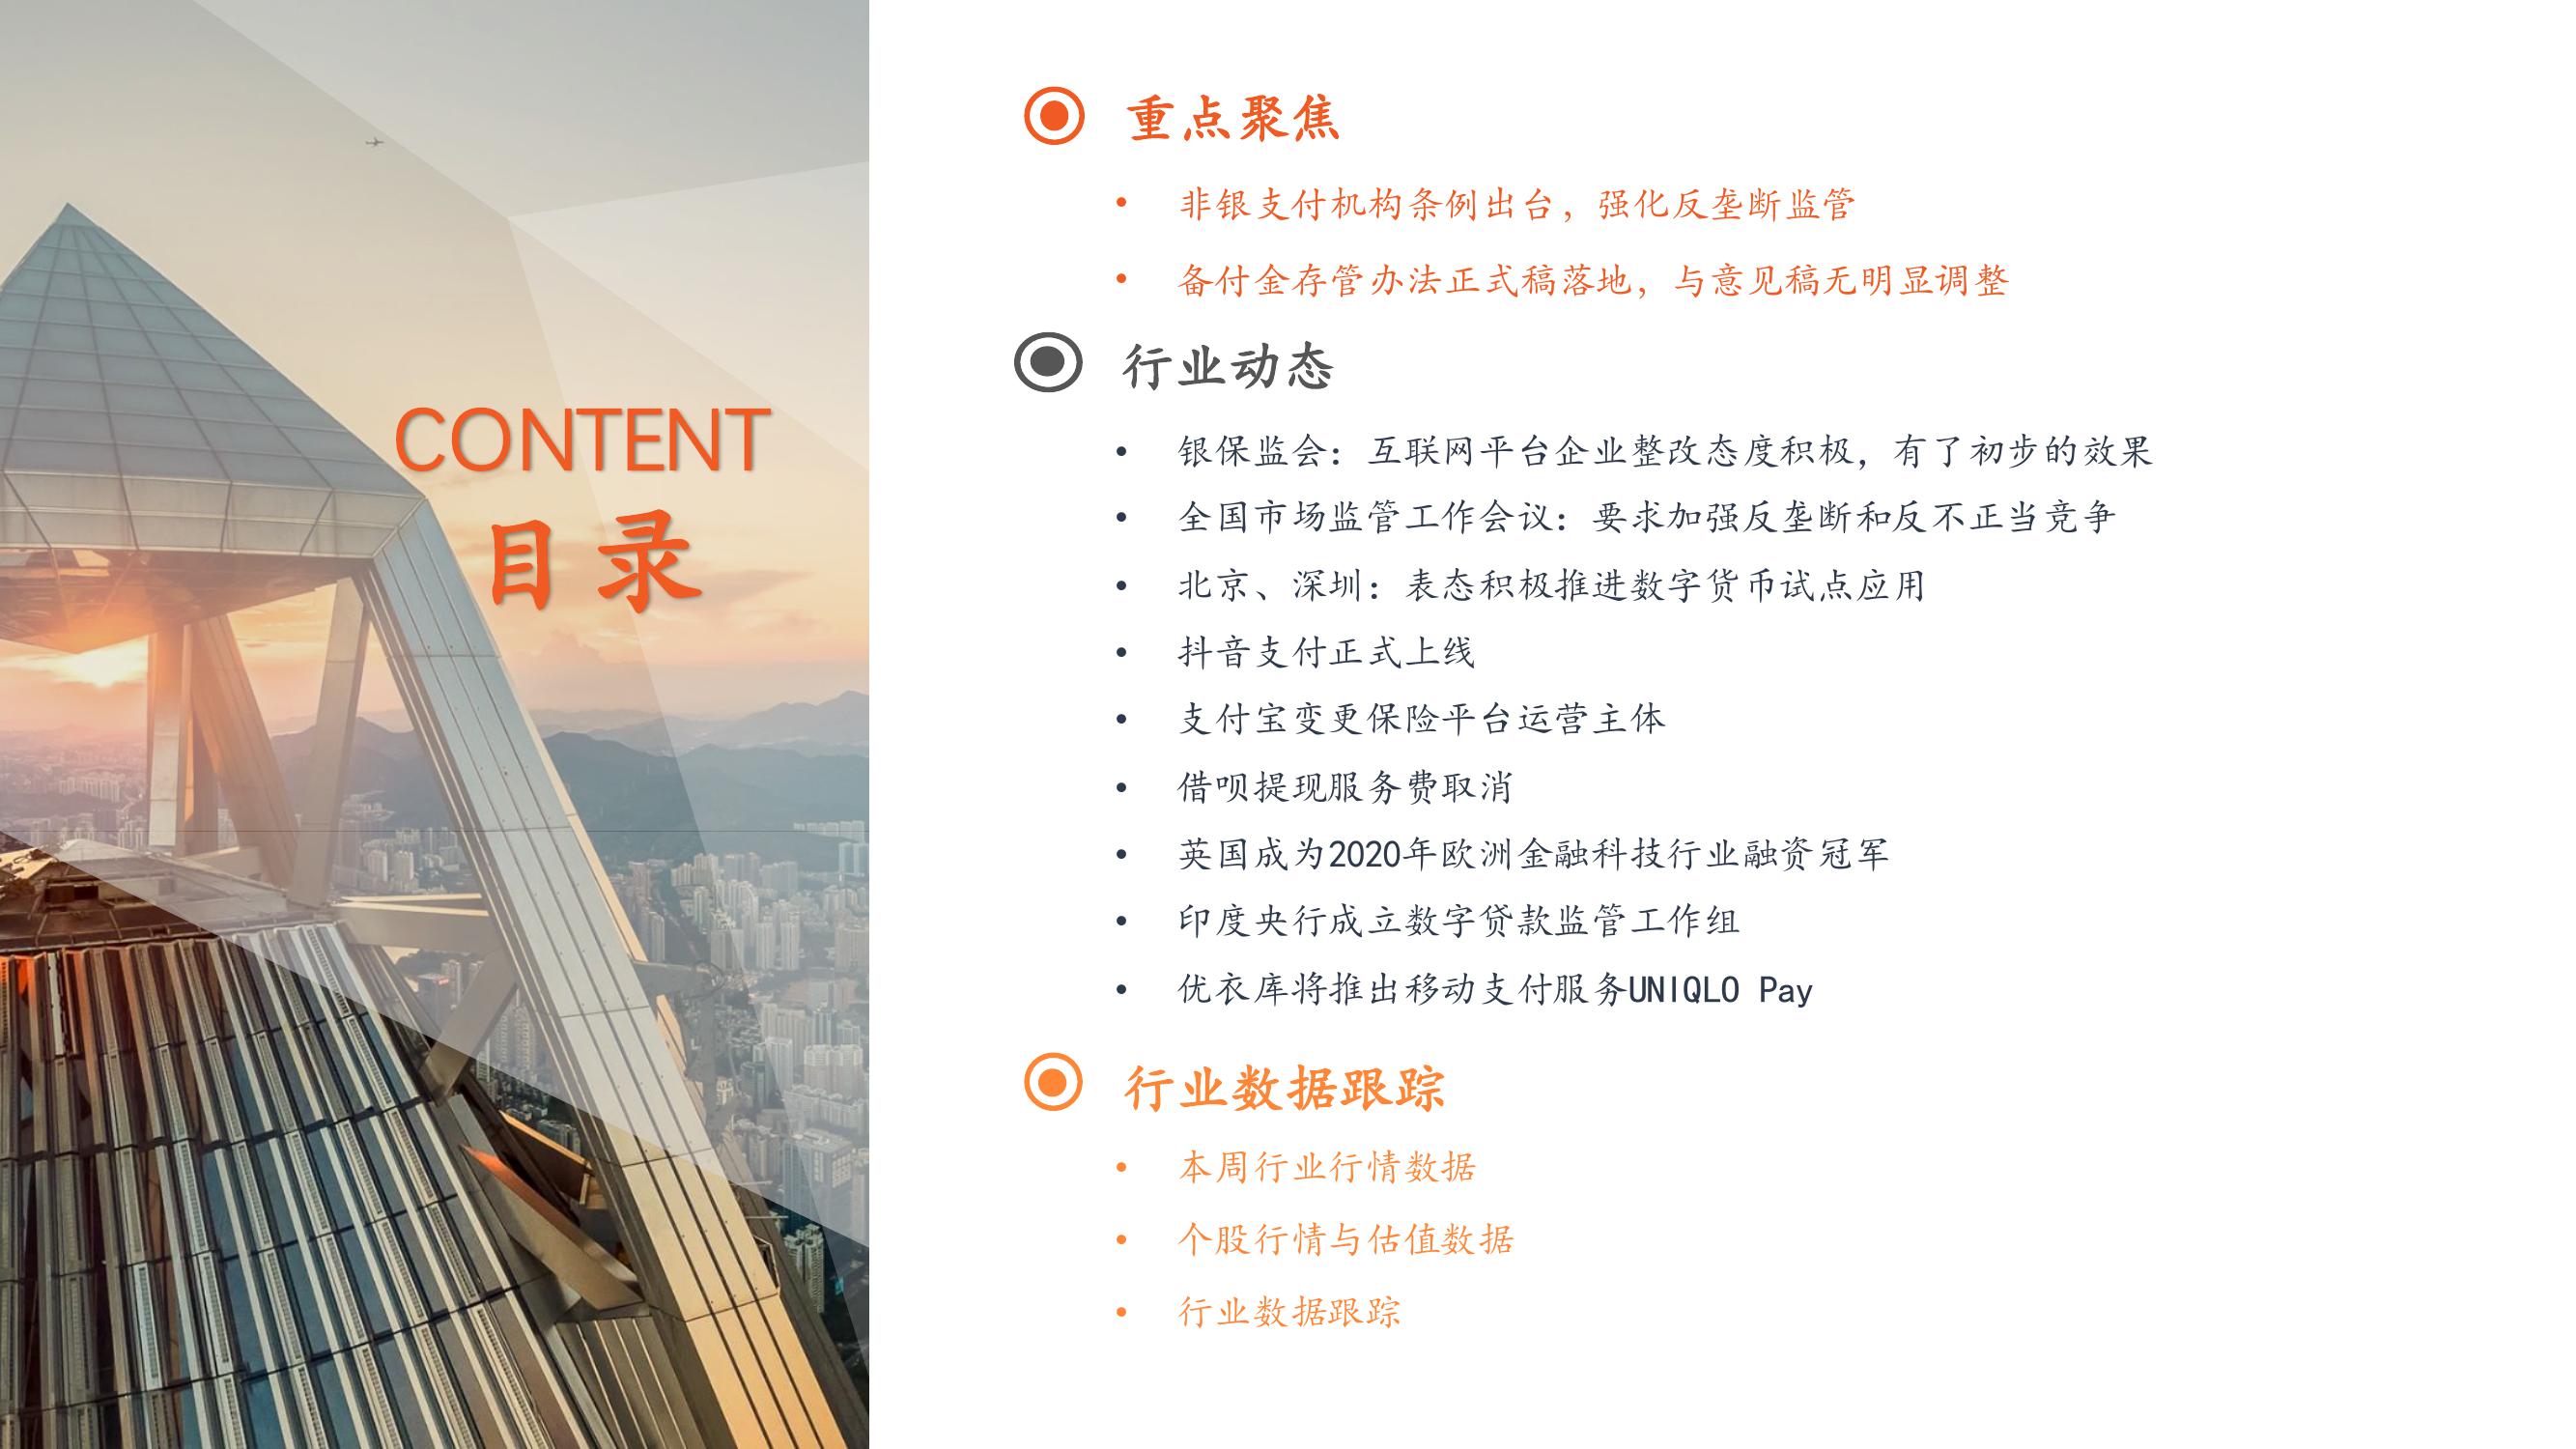 CONTENT
目录
重点聚焦
• 非银支付机构条例出台，强化反垄断监管
• 备付金存管办法正式稿落地，与意见稿无明显调整
行业动态
• 银保监会：互联网平台企业整改态度积极，有了初步的效果
• 全国市场监管工作会议：要求加强反垄断和反不正当竞争
• 北京、深圳：表态积极推进数字货币试点应用
• 抖音支付正式上线
• 支付宝变更保险平台运营主体
• 借呗提现服务费取消
• 英国成为2020年欧洲金融科技行业融资冠军
• 印度央行成立数字贷款监管工作组
• 优衣库将推出移动支付服务UNIQLO Pay
行业数据跟踪
• 本周行业行情数据
• 个股行情与估值数据
• 行业数据跟踪